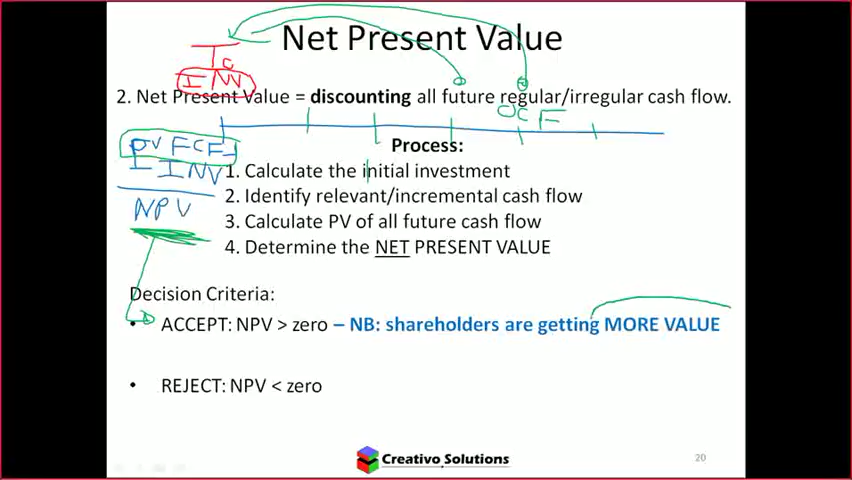 Net Present Value
I
C
INV
2. Net Present Value = discounting all future regular/irregular cash flow.
OCF
PV FCF
Process:
I INV
1. Calculate the initial investment
2. Identify relevant/incremental cash flow
NPV
3. Calculate PV of all future cash flow
4. Determine the NET PRESENT VALUE
Decision Criteria:
• ACCEPT: NPV > zero – NB: shareholders are getting MORE VALUE
• REJECT: NPV < zero
Creativo Solutions
20